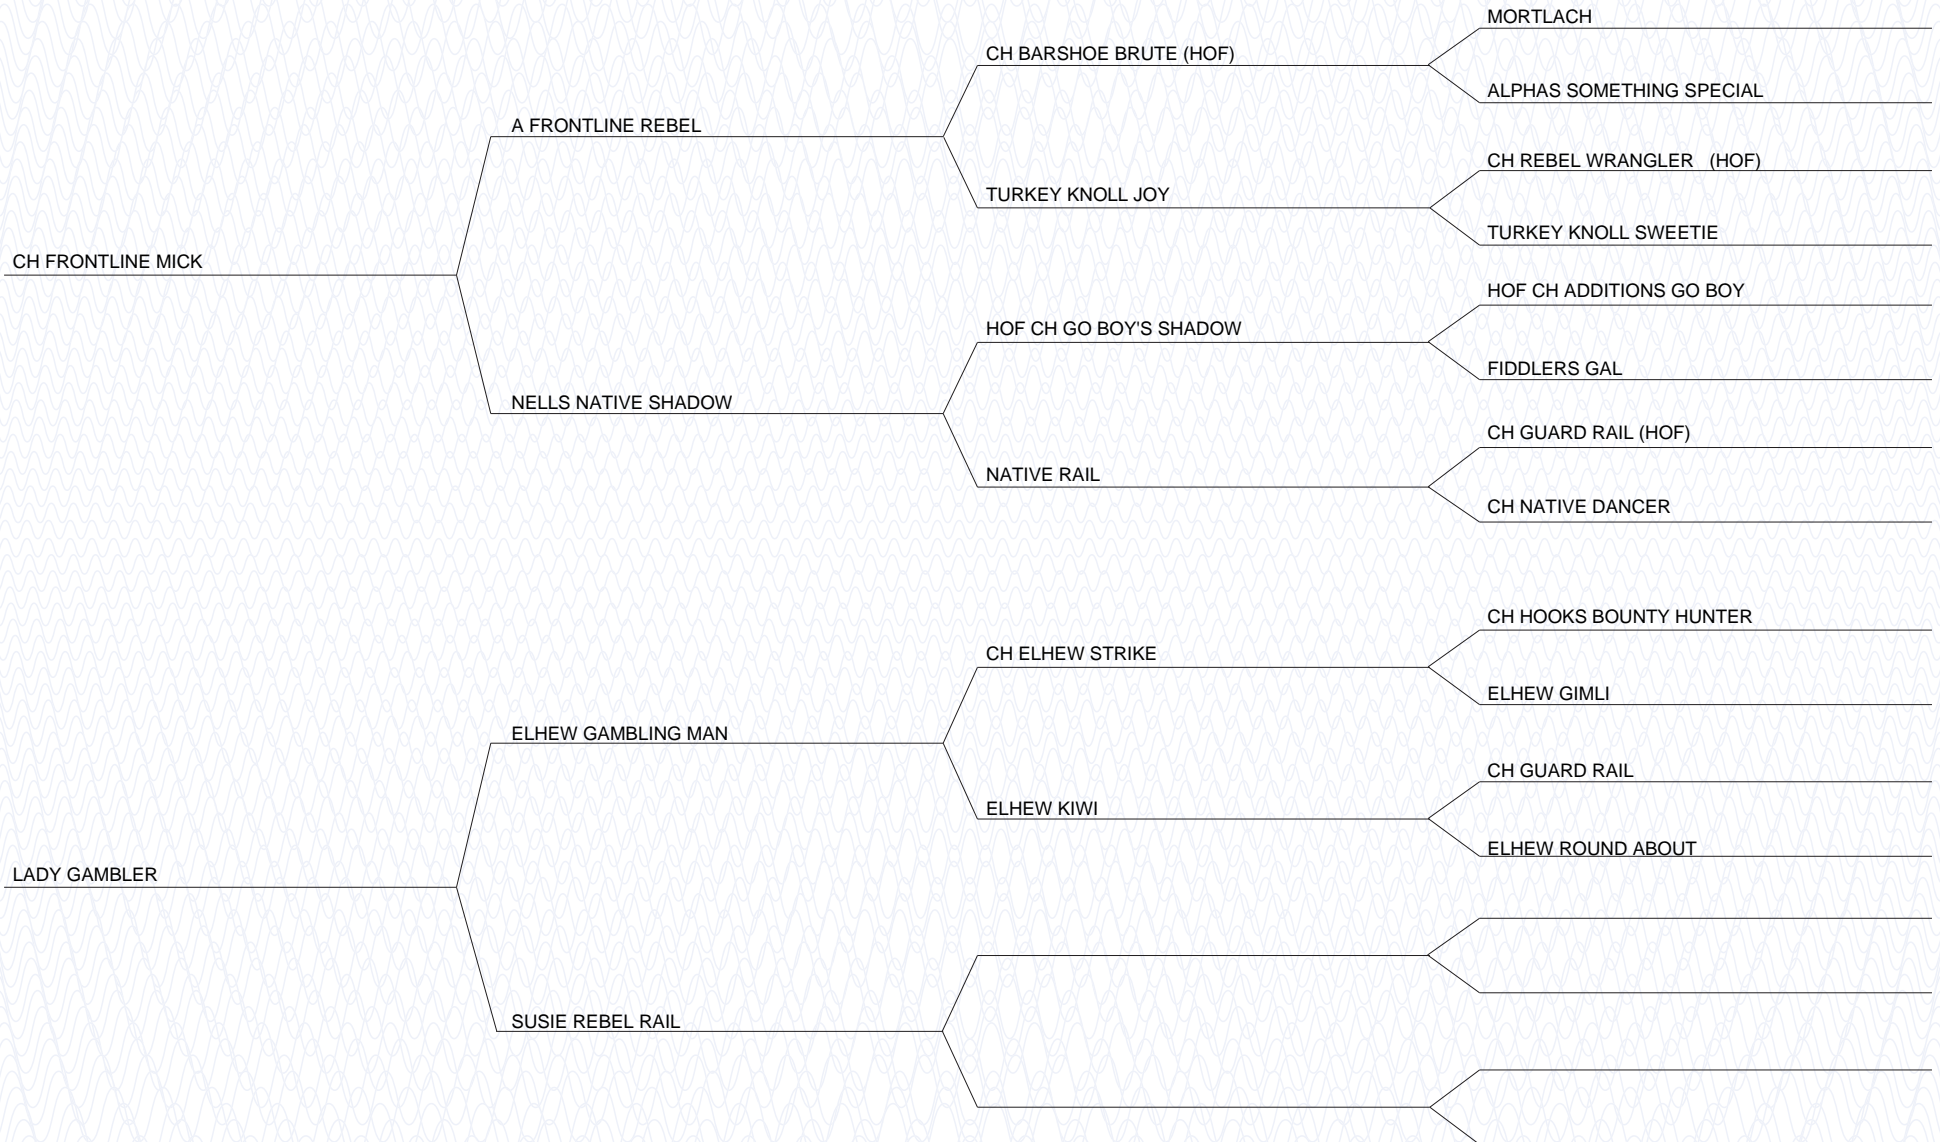 MORTLACH
CH BARSHOE BRUTE (HOF)
ALPHAS SOMETHING SPECIAL
A FRONTLINE REBEL
CH REBEL WRANGLER (HOF)
TURKEY KNOLL JOY
TURKEY KNOLL SWEETIE
CH FRONTLINE MICK
HOF CH ADDITIONS GO BOY
HOF CH GO BOY'S SHADOW
FIDDLERS GAL
NELLS NATIVE SHADOW
CH GUARD RAIL (HOF)
NATIVE RAIL
CH NATIVE DANCER
CH HOOKS BOUNTY HUNTER
CH ELHEW STRIKE
ELHEW GIMLI
ELHEW GAMBLING MAN
CH GUARD RAIL
ELHEW KIWI
ELHEW ROUND ABOUT
LADY GAMBLER
SUSIE REBEL RAIL